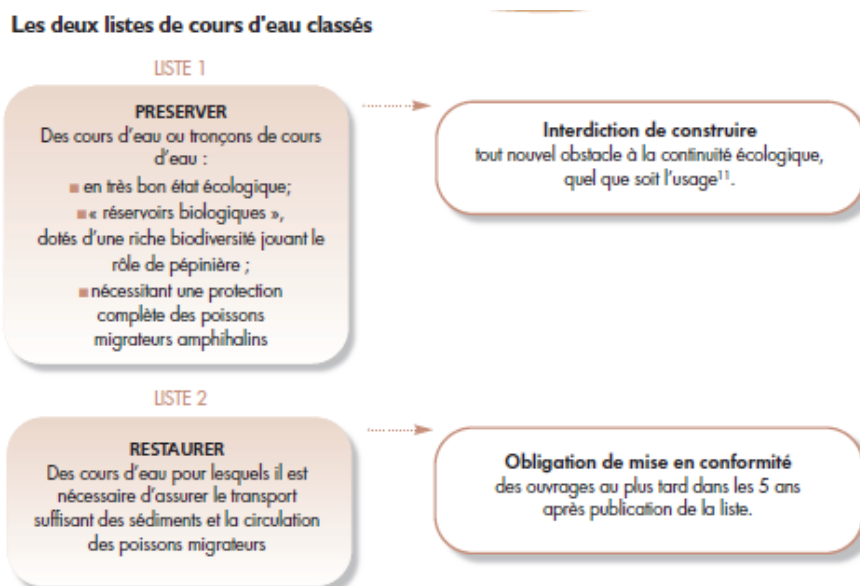 Les deux listes de cours d'eau classés
LISTE 1
PRESERVER
Des cours d'eau ou tronçons de cours
d'eau :
■ en très bon état écologique;
■ « réservoirs biologiques »,
dotés d'une riche biodiversité jouant le
rôle de pépinière ;
■ nécessitant une protection
complète des poissons
migrateurs amphihalins
Interdiction de construire
tout nouvel obstacle à la continuité écologique,
quel que soit l'usage¹¹.
LISTE 2
RESTAURER
Des cours d'eau pour lesquels il est
nécessaire d'assurer le transport
suffisant des sédiments et la circulation
des poissons migrateurs
Obligation de mise en conformité
des ouvrages au plus tard dans les 5 ans
après publication de la liste.